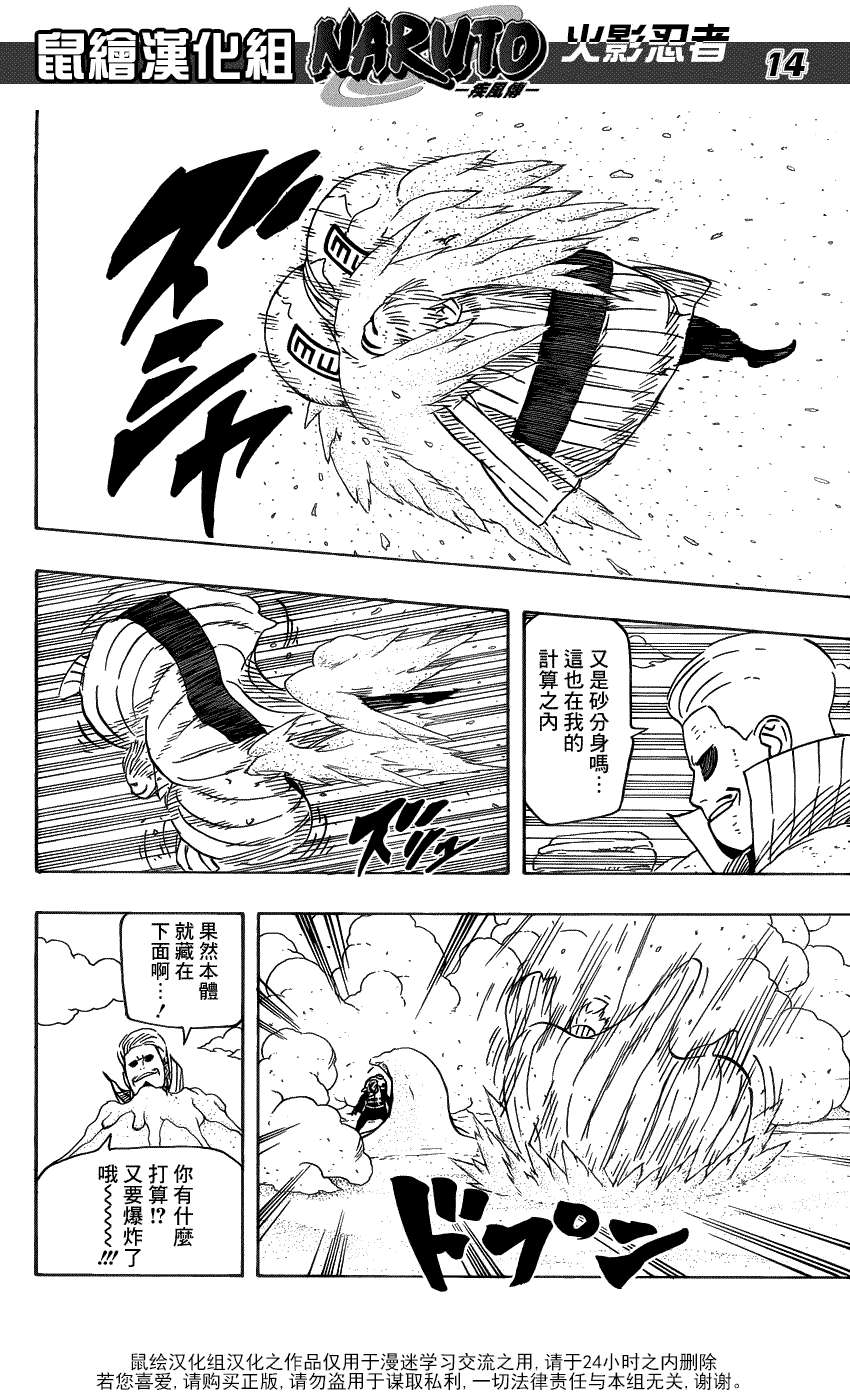 鼠繪漢化組
NARUTO
-疾風傳-
火影忍者
14
ズズシャ
又是砂分身嗎…
這也在我的
計算之內
ズズッ
ドプン
果然本體
就藏在
下面啊…!
你有什麼
打算!?
又要爆炸了
哦~~~~!!!
鼠绘汉化组汉化之作品仅用于漫迷学习交流之用,请于24小时之内删除
若您喜爱,请购买正版,请勿盗用于谋取私利,一切法律责任与本组无关,谢谢。